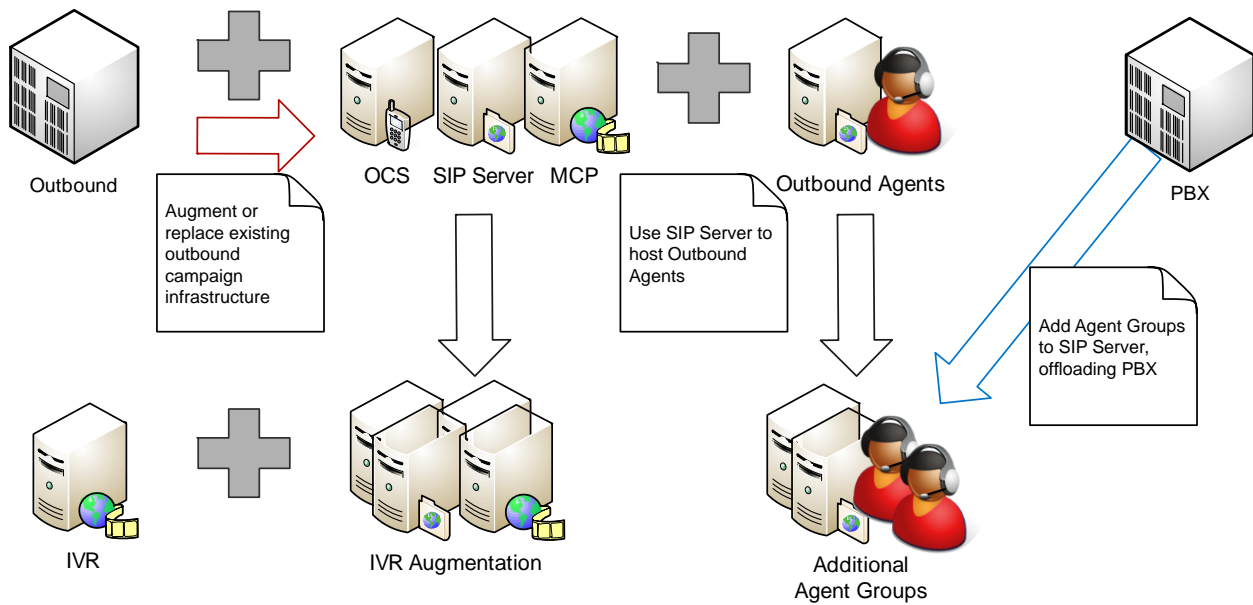 Outbound
OCS
SIP Server
MCP
Outbound Agents
PBX
Augment or
replace existing
outbound
campaign
infrastructure
Use SIP Server to
host Outbound
Agents
Add Agent Groups
to SIP Server,
offloading PBX
IVR
IVR Augmentation
Additional
Agent Groups